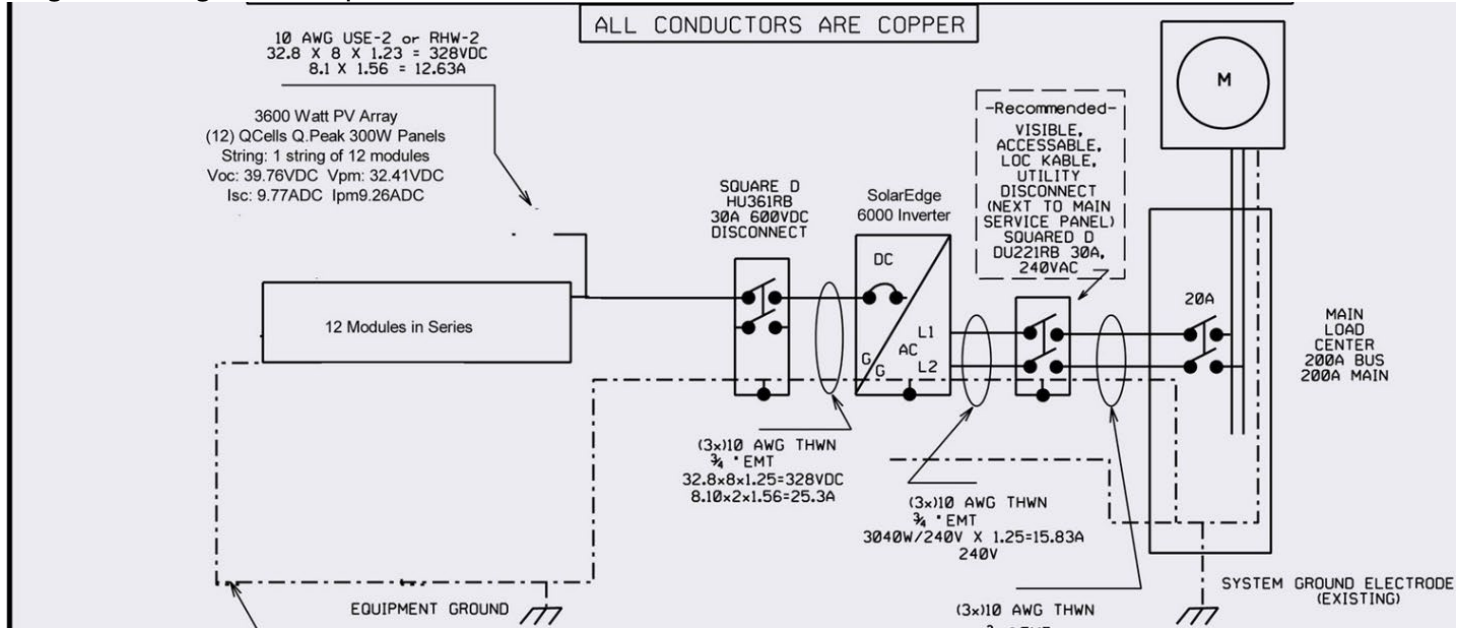 ALL CONDUCTORS ARE COPPER
10 AWG USE-2 or RHW-2
32.8 X 8 X 1.23 = 328VDC
8.1 X 1.56 = 12.63A
3600 Watt PV Array
(12) QCells Q.Peak 300W Panels
String: 1 string of 12 modules
Voc: 39.76VDC Vpm: 32.41VDC
Isc: 9.77ADC Ipm9.26ADC
12 Modules in Series
SQUARE D
HU361RB
30A 600VDC
DISCONNECT
SolarEdge
6000 Inverter
DC
AC
L1
L2
G
G
-Recommended-
VISIBLE,
ACCESSABLE,
LOC KABLE,
UTILITY
DISCONNECT
(NEXT TO MAIN
SERVICE PANEL)
SQUARED D
DU221RB 30A,
240VAC
M
20A
MAIN
LOAD
CENTER
200A BUS
200A MAIN
(3x)10 AWG THWN
¾ "EMT
32.8x8x1.25=328VDC
8.10x2x1.56=25.3A
(3x)10 AWG THWN
¾ "EMT
3040W/240V X 1.25=15.83A
240V
(3x)10 AWG THWN
EQUIPMENT GROUND
SYSTEM GROUND ELECTRODE
(EXISTING)